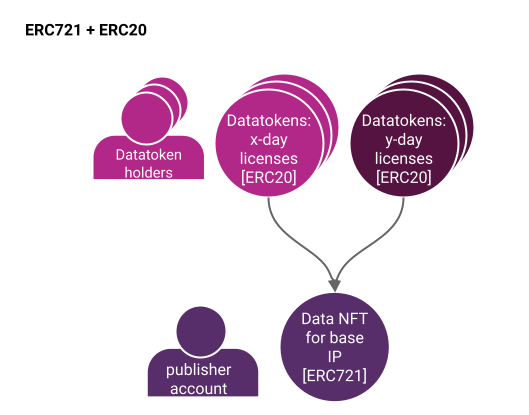 ERC721 + ERC20
Datatoken
holders
Datatokens:
x-day
licenses
[ERC20]
Datatokens:
y-day
licenses
[ERC20]
publisher
account
Data NFT
for base
IP
[ERC721]